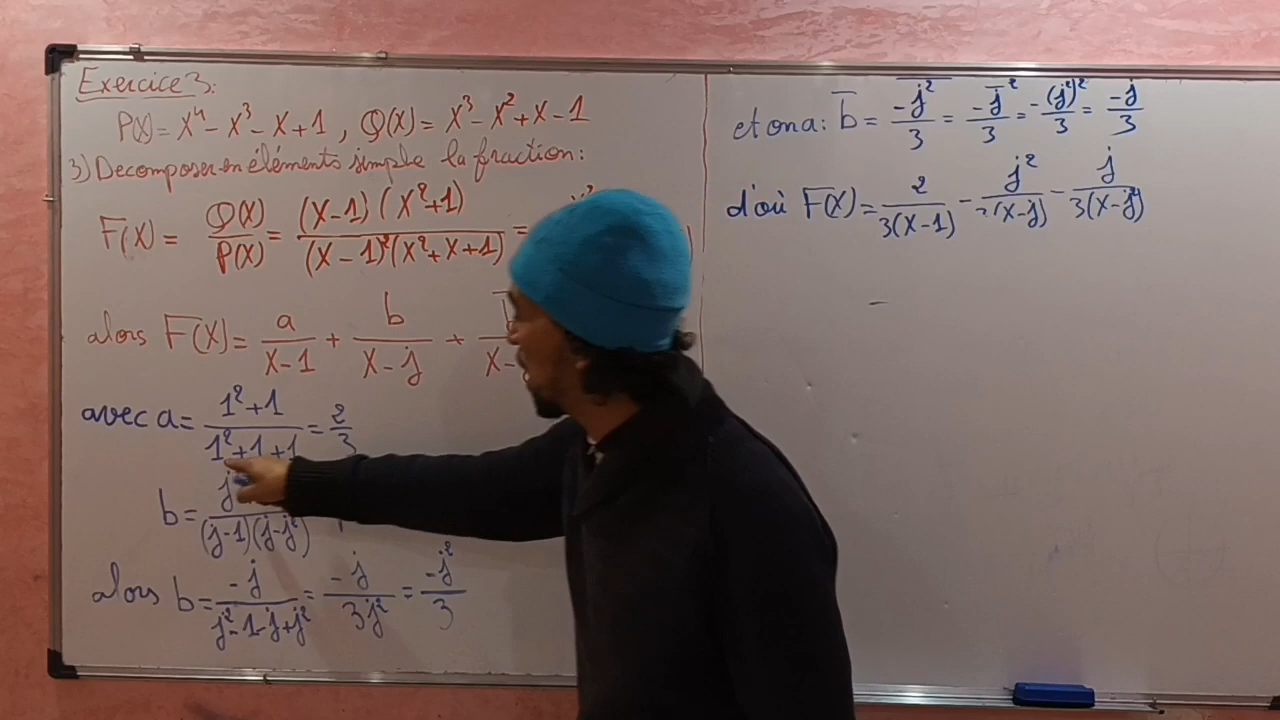 Exercice 3:
P(X) = X⁴ - X³ - X + 1 , Q(X) = X³ - X² + X - 1
3) Decomposer en éléments simple la fraction:
F(X) = Q(X)/P(X) = (X-1)(X²+1)/((X-1)²(X²+X+1)) =
alors F(X) = a/(X-1) + b/(X-j) +
avec a = (1²+1)/(1²+1+1) = 2/3
b = /((j-1)(j-j²))
alors b = -j/(j²-1-j+j²) = -j/(3j²) = -j²/3
et on a: b̅ = \overline{-j²}/3 = -j̅²/3 = -(j²)²/3 = -j/3
d'où F(X) = 2/(3(X-1)) - j²/(3(X-j)) - j/(3(X-j²))